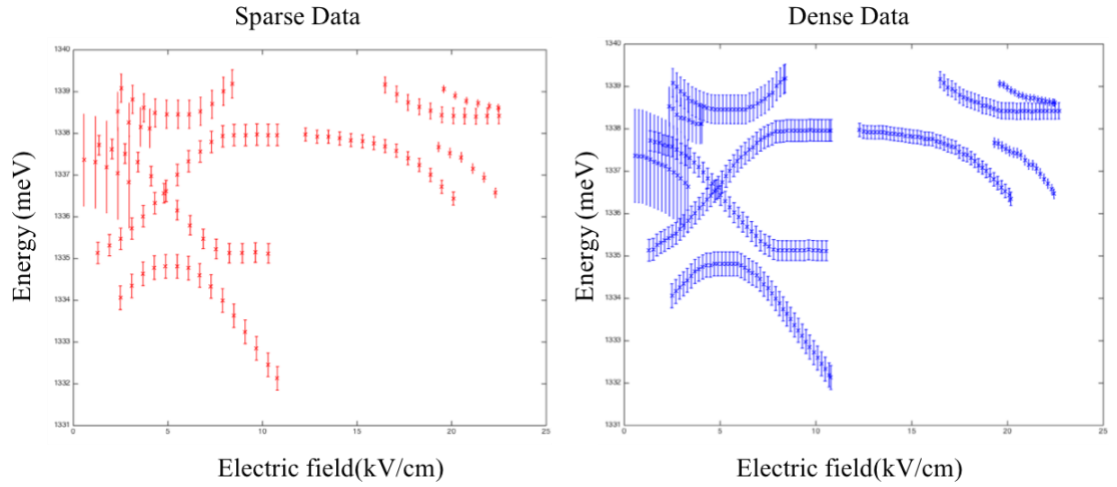 Sparse Data
1340
1339
1338
1337
1336
1335
1334
1333
1332
1331
0 5 10 15 20 25
Energy (meV)
Electric field(kV/cm)
Dense Data
1340
1339
1338
1337
1336
1335
1334
1333
1332
1331
0 5 10 15 20 25
Energy (meV)
Electric field(kV/cm)